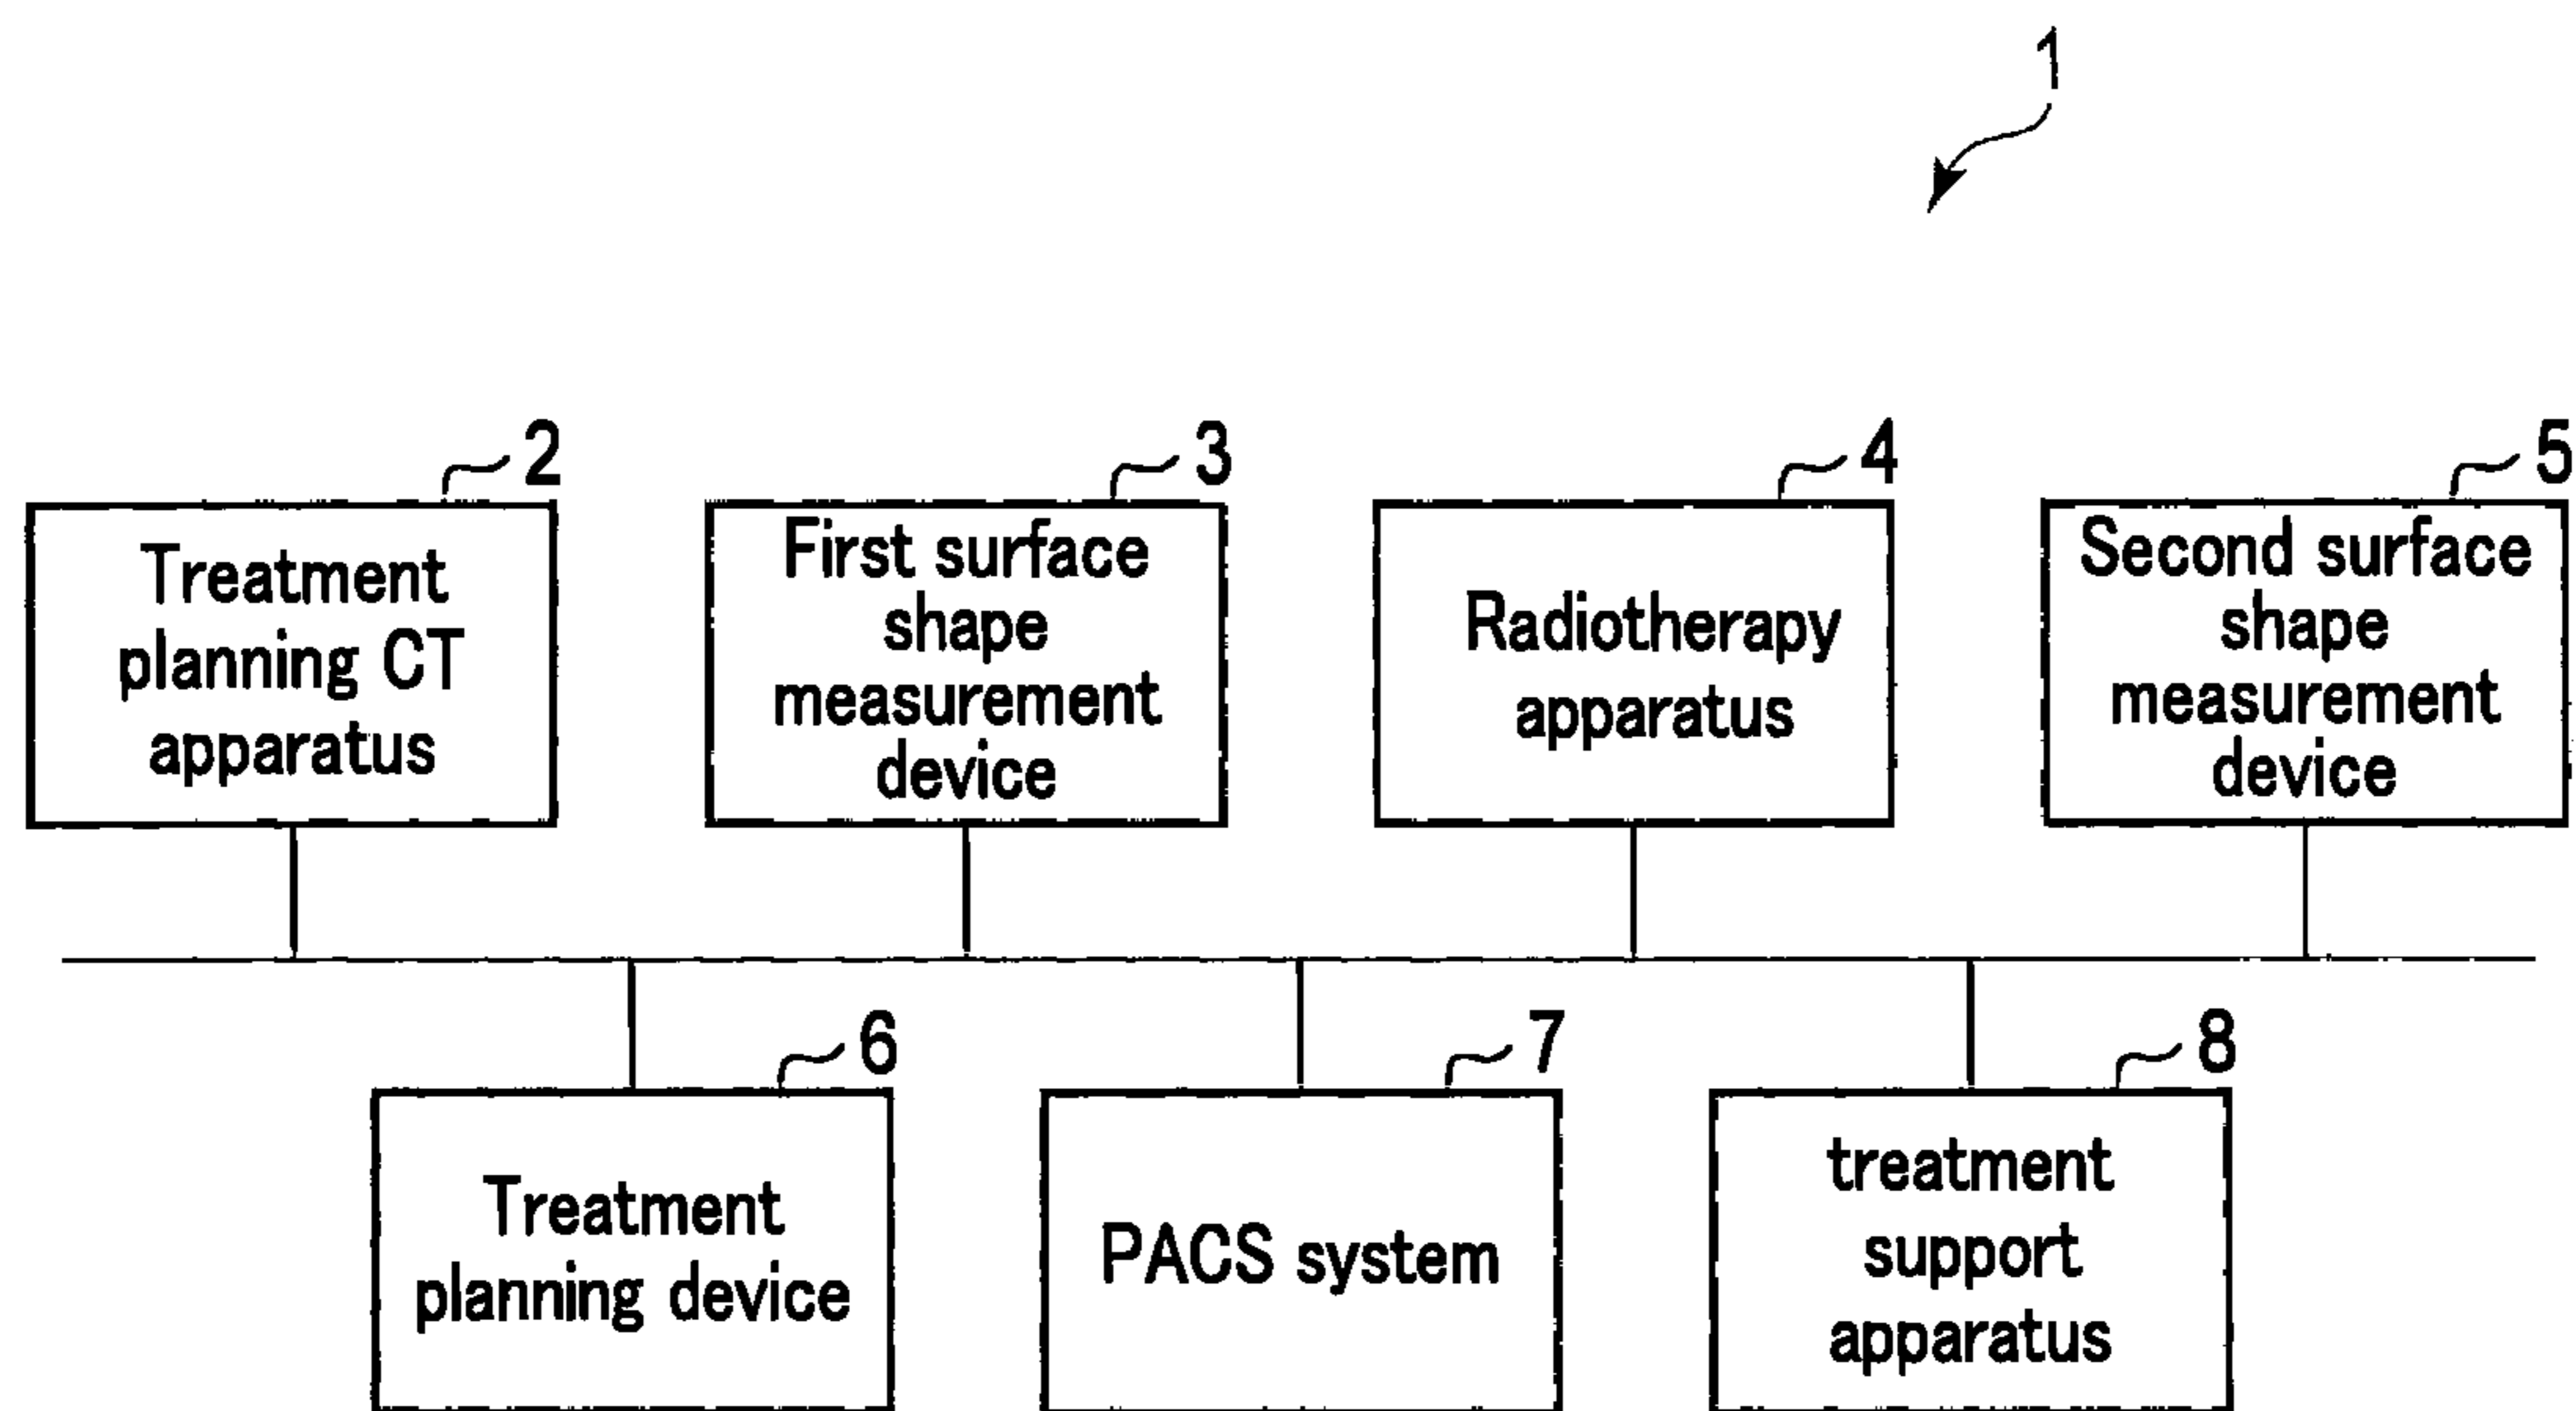 1
2
Treatment
planning CT
apparatus
3
First surface
shape
measurement
device
4
Radiotherapy
apparatus
5
Second surface
shape
measurement
device
6
Treatment
planning device
7
PACS system
8
treatment
support
apparatus